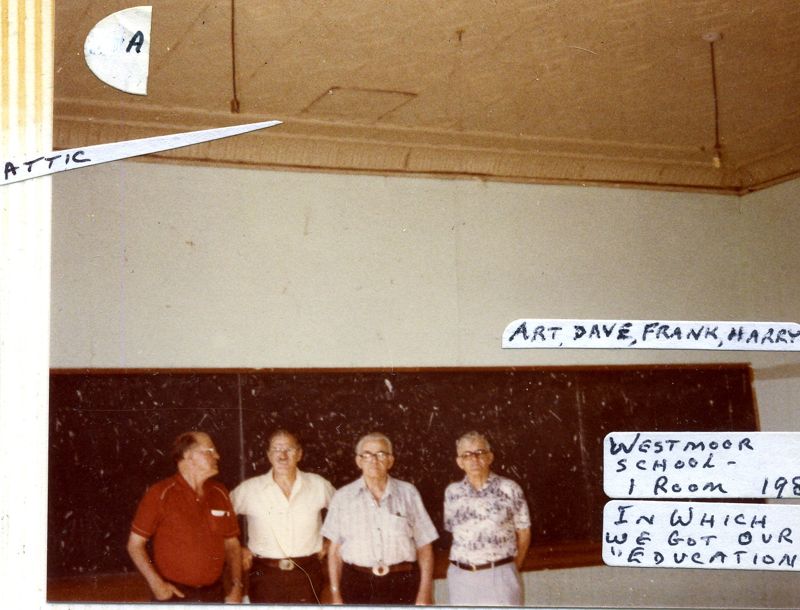 A
ATTIC
ART, DAVE, FRANK, HARRY
WESTMOOR
SCHOOL -
1 ROOM 198
IN WHICH
WE GOT OUR
"EDUCATION